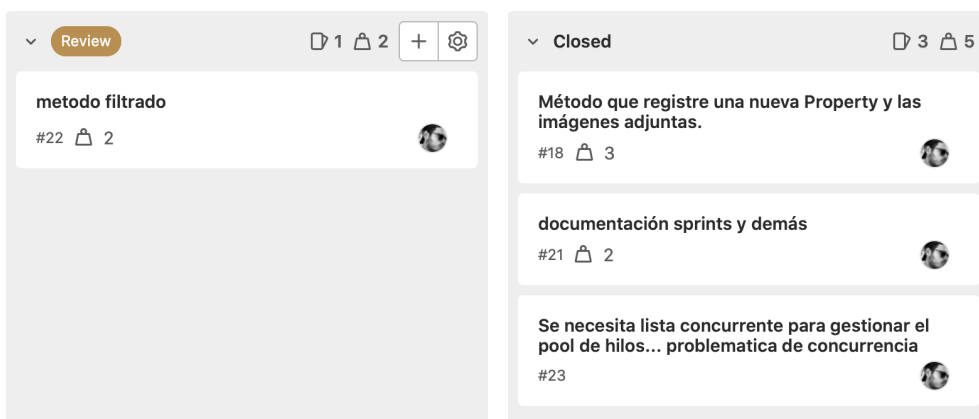 Review 1 2
metodo filtrado
#22 2
Closed 3 5
Método que registre una nueva Property y las
imágenes adjuntas.
#18 3
documentación sprints y demás
#21 2
Se necesita lista concurrente para gestionar el
pool de hilos... problematica de concurrencia
#23